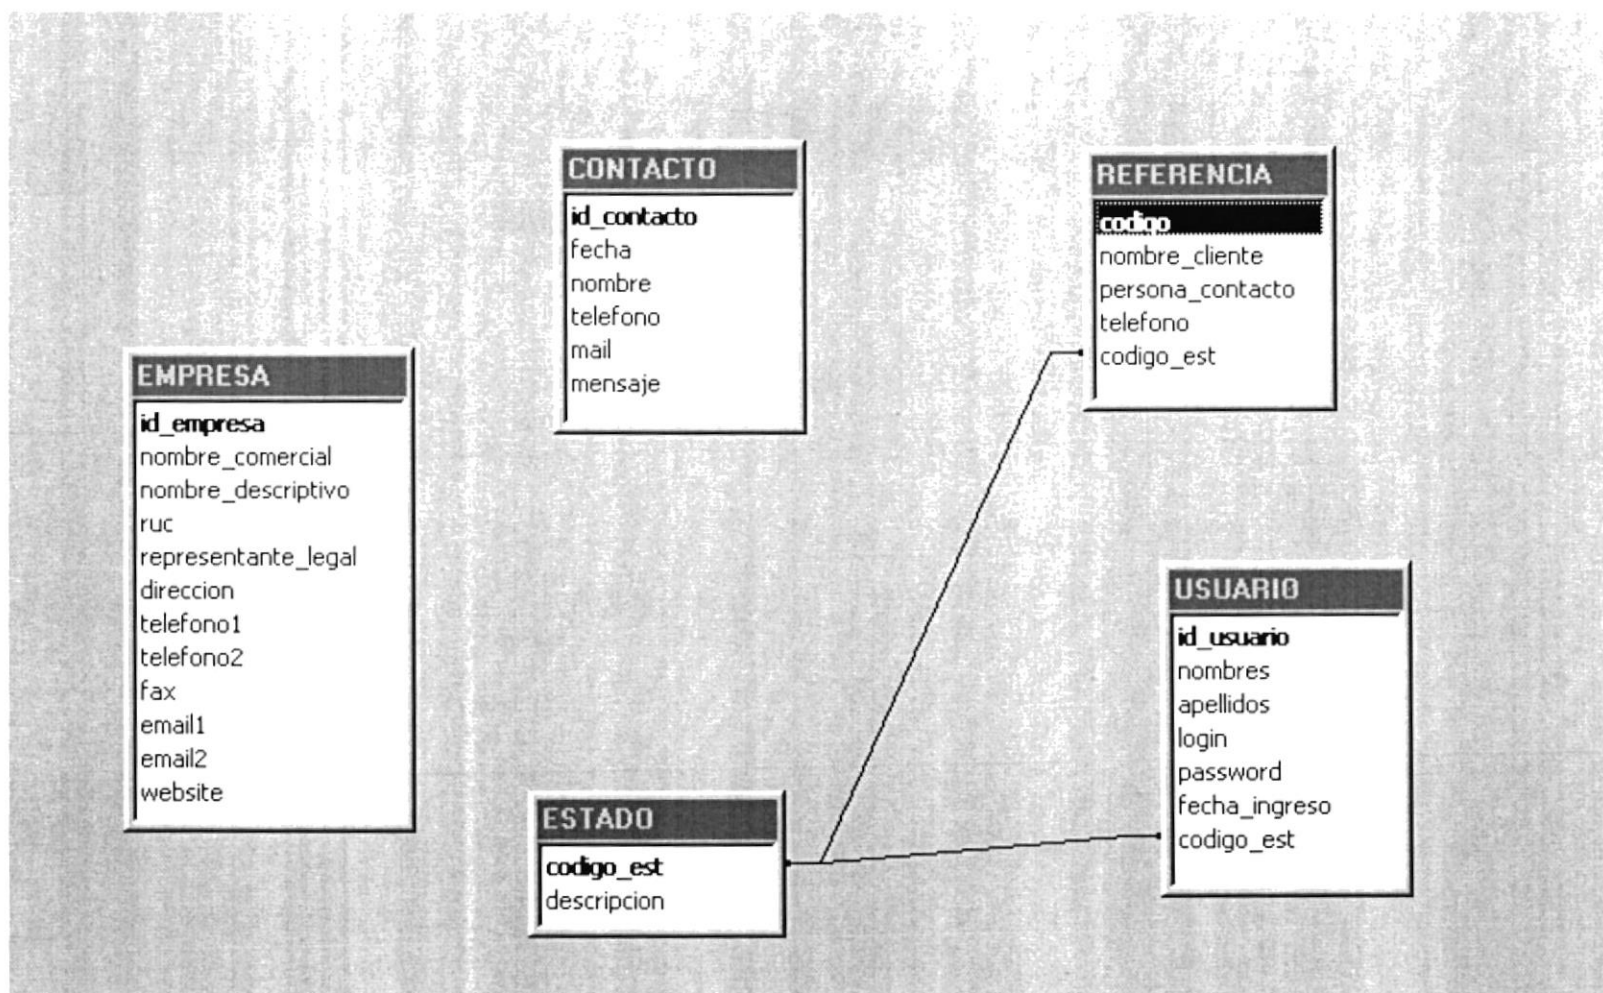 CONTACTO
id_contacto
fecha
nombre
telefono
mail
mensaje
REFERENCIA
codigo
nombre_cliente
persona_contacto
telefono
codigo_est
EMPRESA
id_empresa
nombre_comercial
nombre_descriptivo
ruc
representante_legal
direccion
telefono1
telefono2
fax
email1
email2
website
USUARIO
id_usuario
nombres
apellidos
login
password
fecha_ingreso
codigo_est
ESTADO
codigo_est
descripcion